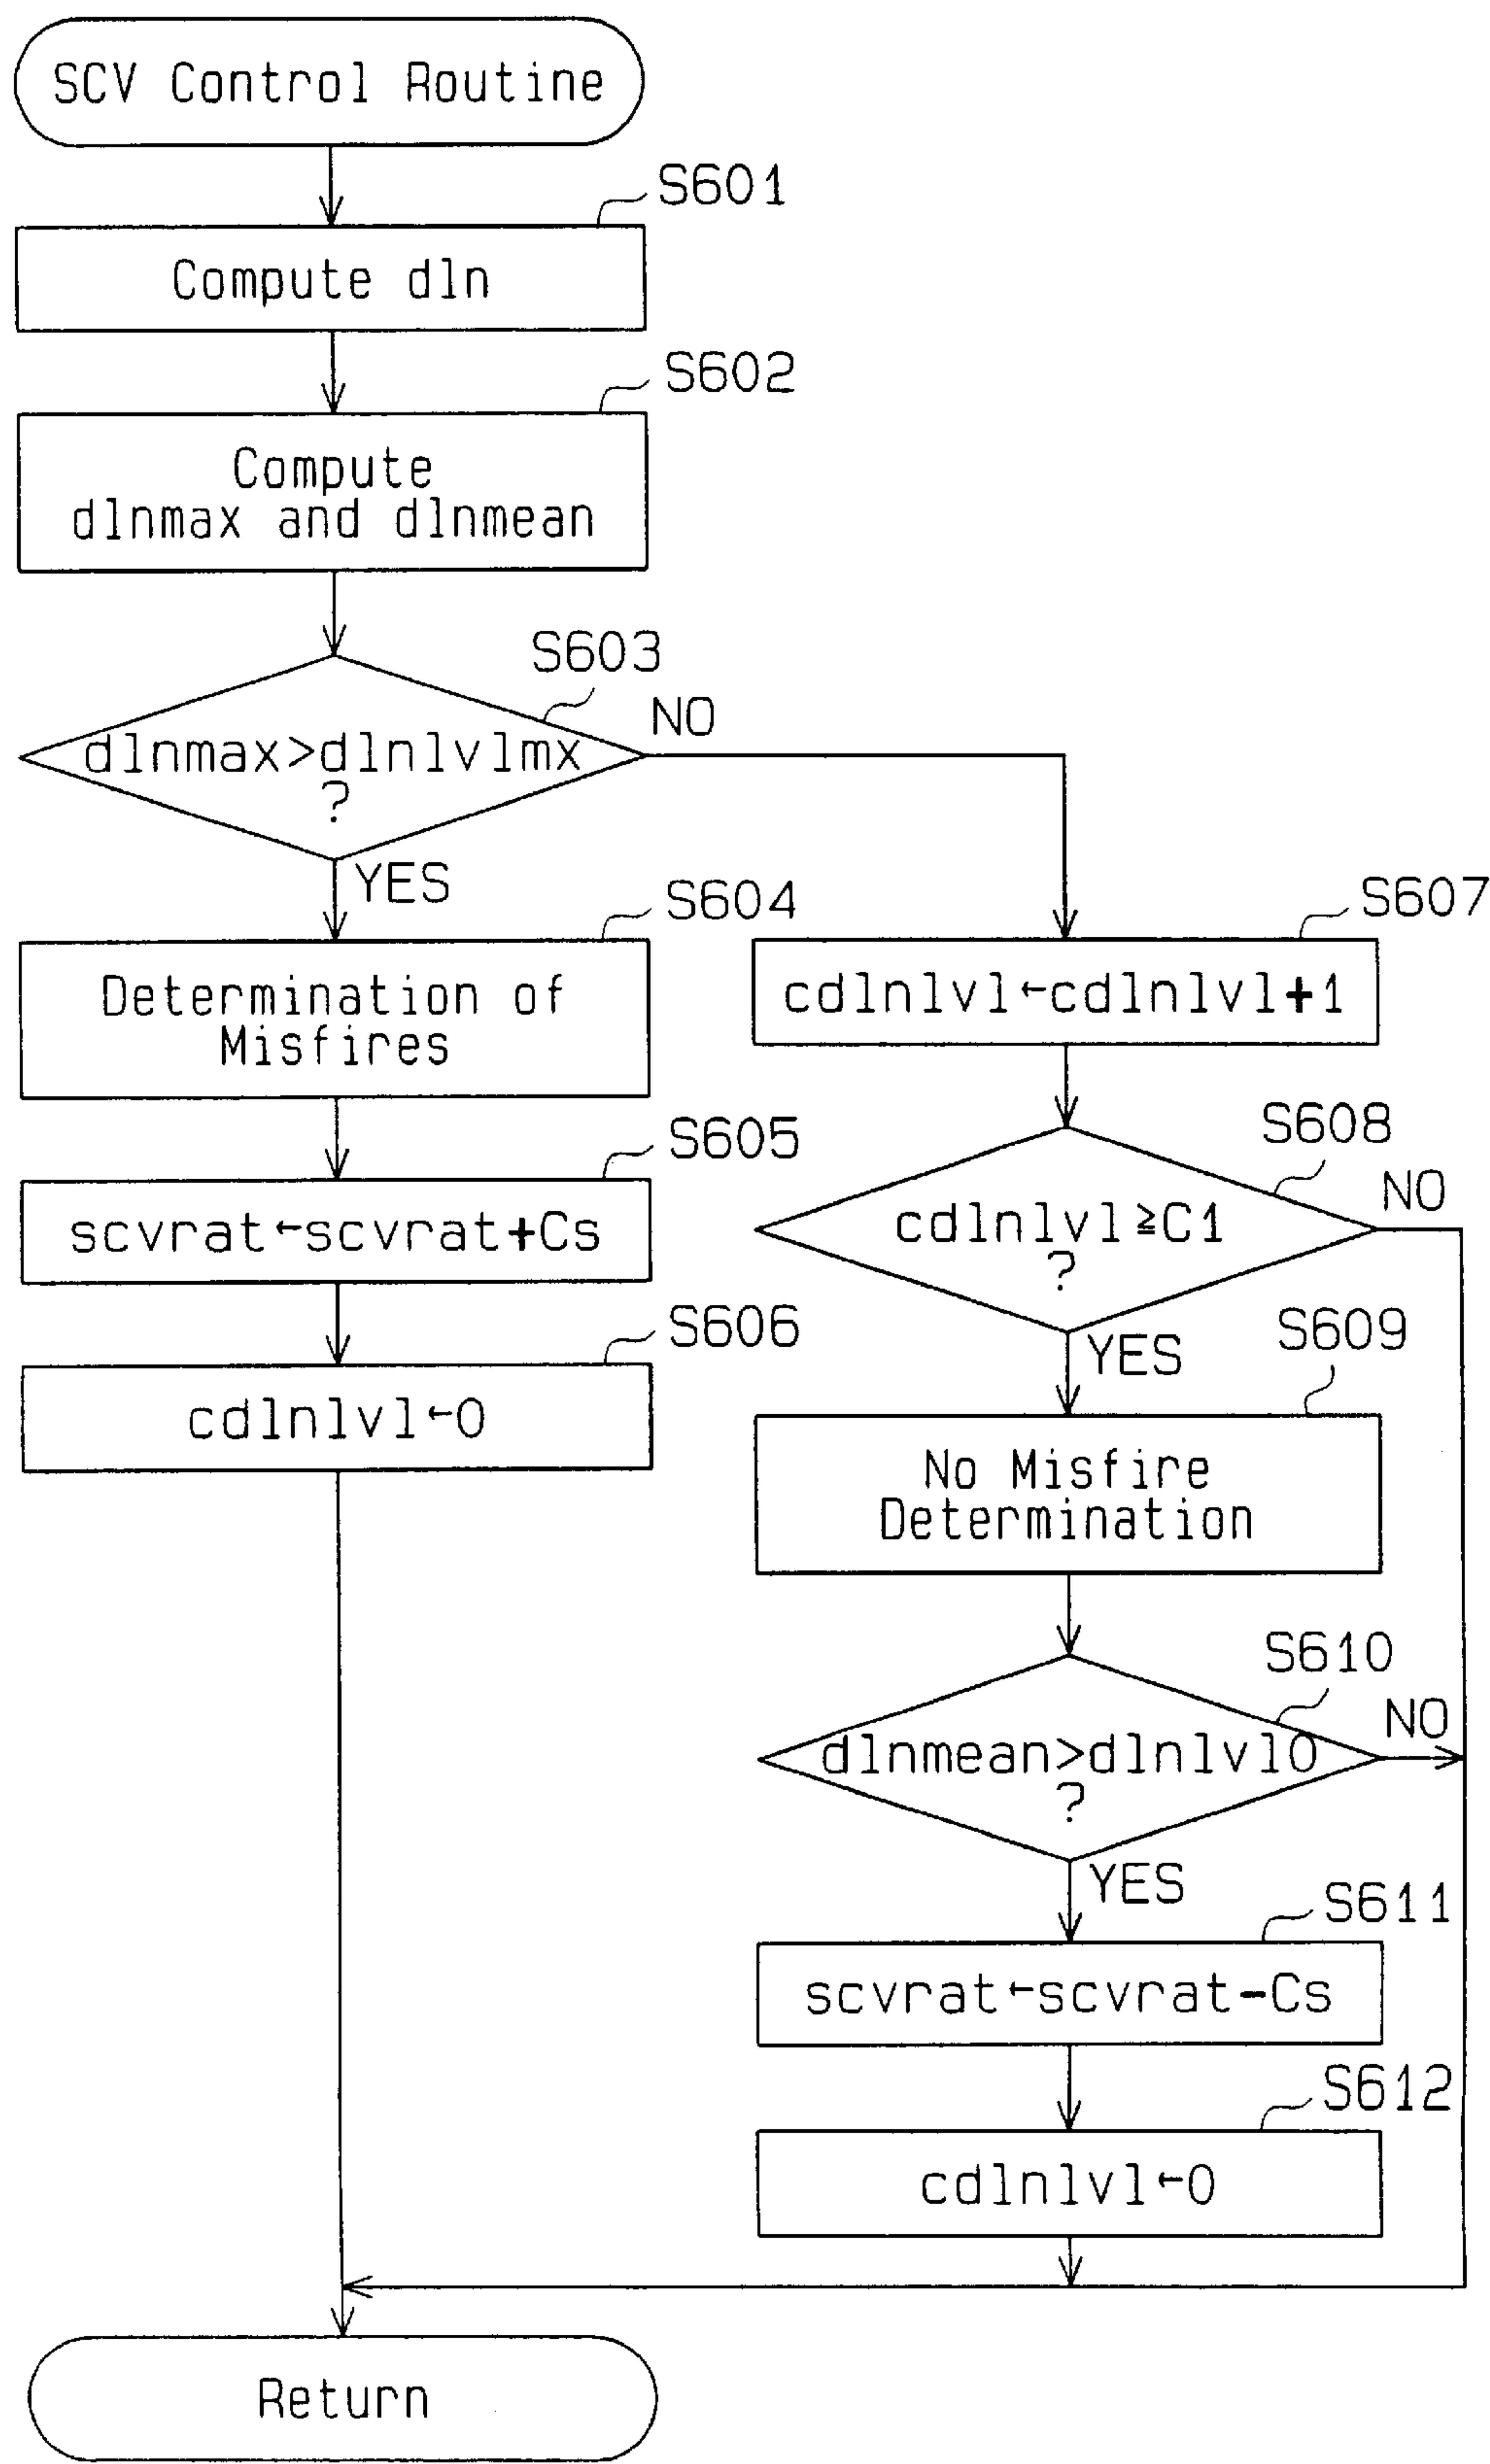 SCV Control Routine
S601
Compute dln
S602
Compute
dlnmax and dlnmean
S603
dlnmax>dlnlvlmx
?
NO
YES
S604
Determination of
Misfires
S605
scvrat←scvrat+Cs
S606
cdlnlvl←0
S607
cdlnlvl←cdlnlvl+1
S608
cdlnlvl≧C1
?
NO
YES
S609
No Misfire
Determination
S610
dlnmean>dlnlvl0
?
NO
YES
S611
scvrat←scvrat-Cs
S612
cdlnlvl←0
Return